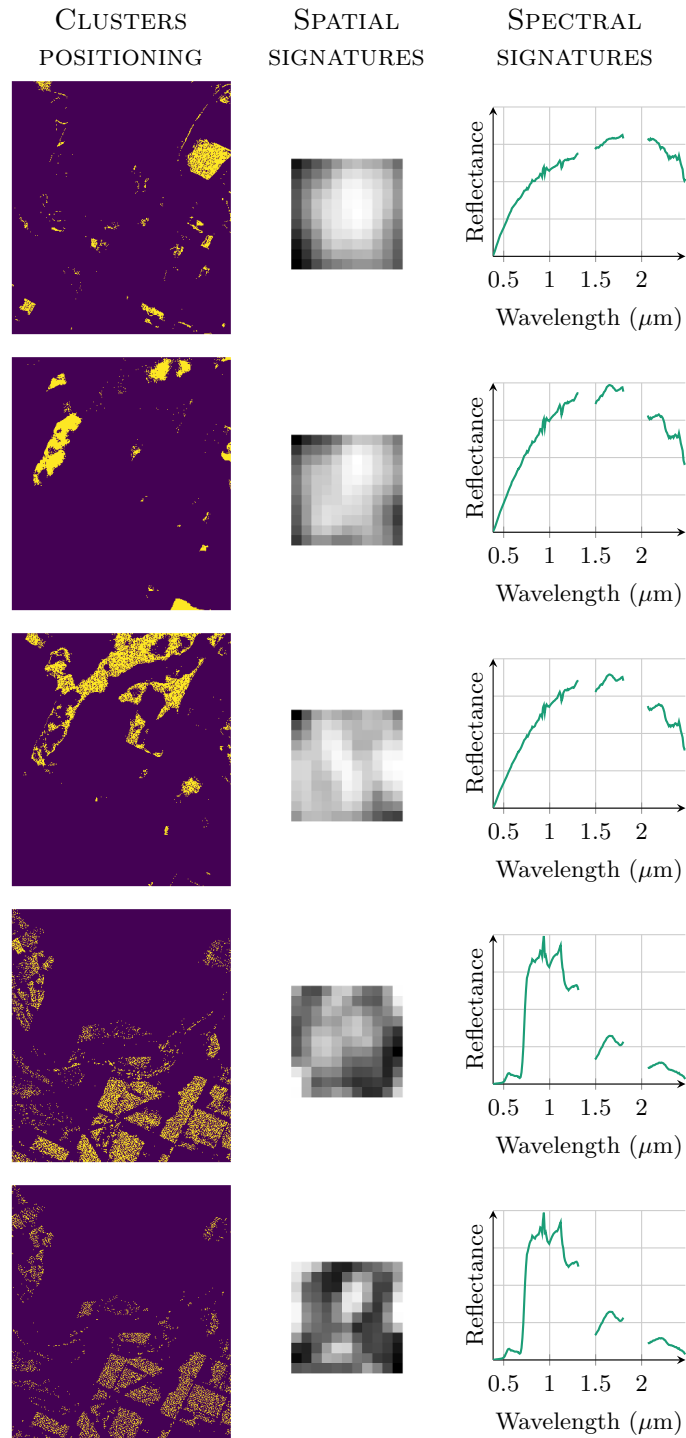 CLUSTERS POSITIONING
SPATIAL SIGNATURES
SPECTRAL SIGNATURES
Reflectance
0.5 1 1.5 2
Wavelength (μm)
Reflectance
0.5 1 1.5 2
Wavelength (μm)
Reflectance
0.5 1 1.5 2
Wavelength (μm)
Reflectance
0.5 1 1.5 2
Wavelength (μm)
Reflectance
0.5 1 1.5 2
Wavelength (μm)